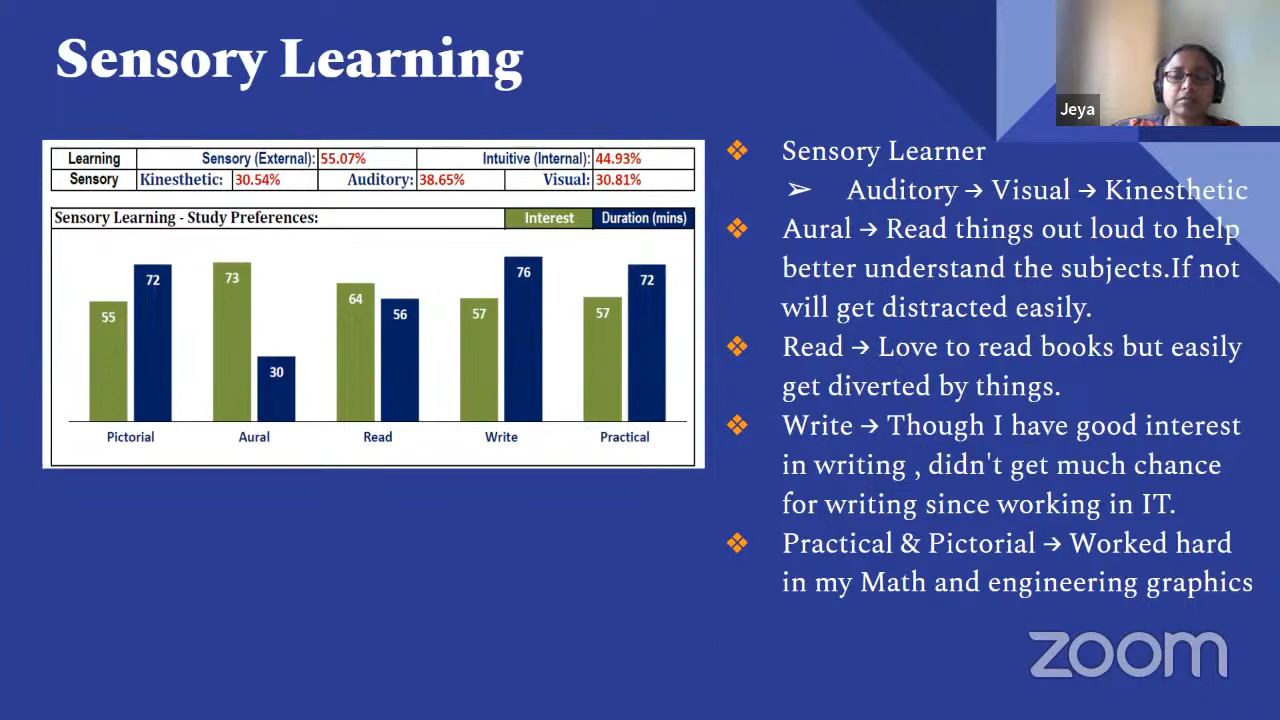 Sensory Learning
Jeya
Learning Sensory (External): 55.07% Intuitive (Internal): 44.93%
Sensory Kinesthetic: 30.54% Auditory: 38.65% Visual: 30.81%
Sensory Learning - Study Preferences: Interest Duration (mins)
55 72 73 30 64 56 57 76 57 72
Pictorial Aural Read Write Practical
❖ Sensory Learner
➢ Auditory → Visual → Kinesthetic
❖ Aural → Read things out loud to help
better understand the subjects.If not
will get distracted easily.
❖ Read → Love to read books but easily
get diverted by things.
❖ Write → Though I have good interest
in writing , didn't get much chance
for writing since working in IT.
❖ Practical & Pictorial → Worked hard
in my Math and engineering graphics
zoom